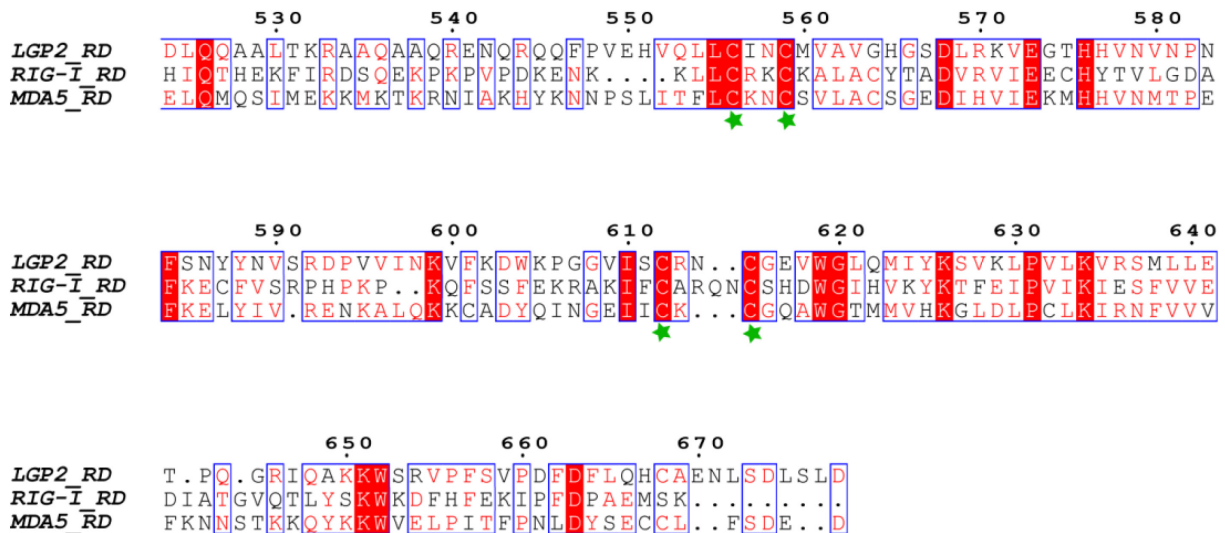 530 540 550 560 570 580
LGP2_RD DLQQAALTKRAAQAAQRENQRQQFPVEHVQLLCINCMVAVGHGSDLRKVEGTHHVNVNPN
RIG-I_RD HIQTHEKFIRDSQEKPKPVPDKENK....KLLCRKCKALACYTADVRVIEECHYTVLGDA
MDA5_RD ELQMQSIMEKKMKTKRNIAKHYKNNPSLITFLCKNCSVLACSGEDIHVIEKMHHVNMTPE
590 600 610 620 630 640
LGP2_RD FSNYYNVSRDPVVINKVFKDWKPGGVISCRN..CGEVWGLQMIYKSVKLPVLKVRSMLLE
RIG-I_RD FKECFVSRPHPKP..KQFSSFEKRAKIFCARQNCSHDWGIHVKYKTFEIPVIKIESFVVE
MDA5_RD FKELYIV.RENKALQKKCADYQINGEIICK...CGQAWGTMMVHKGLDLPCLKIRNFVVV
650 660 670
LGP2_RD T.PQ.GRIQAKKWSRVPFSVPDFDFLQHCAENLSDLSLD
RIG-I_RD DIATGVQTLYSKWKDFHFEKIPFDPAEMSK.........
MDA5_RD FKNNSTKKQYKKWVELPITFPNLDYSECCL..FSDE..D